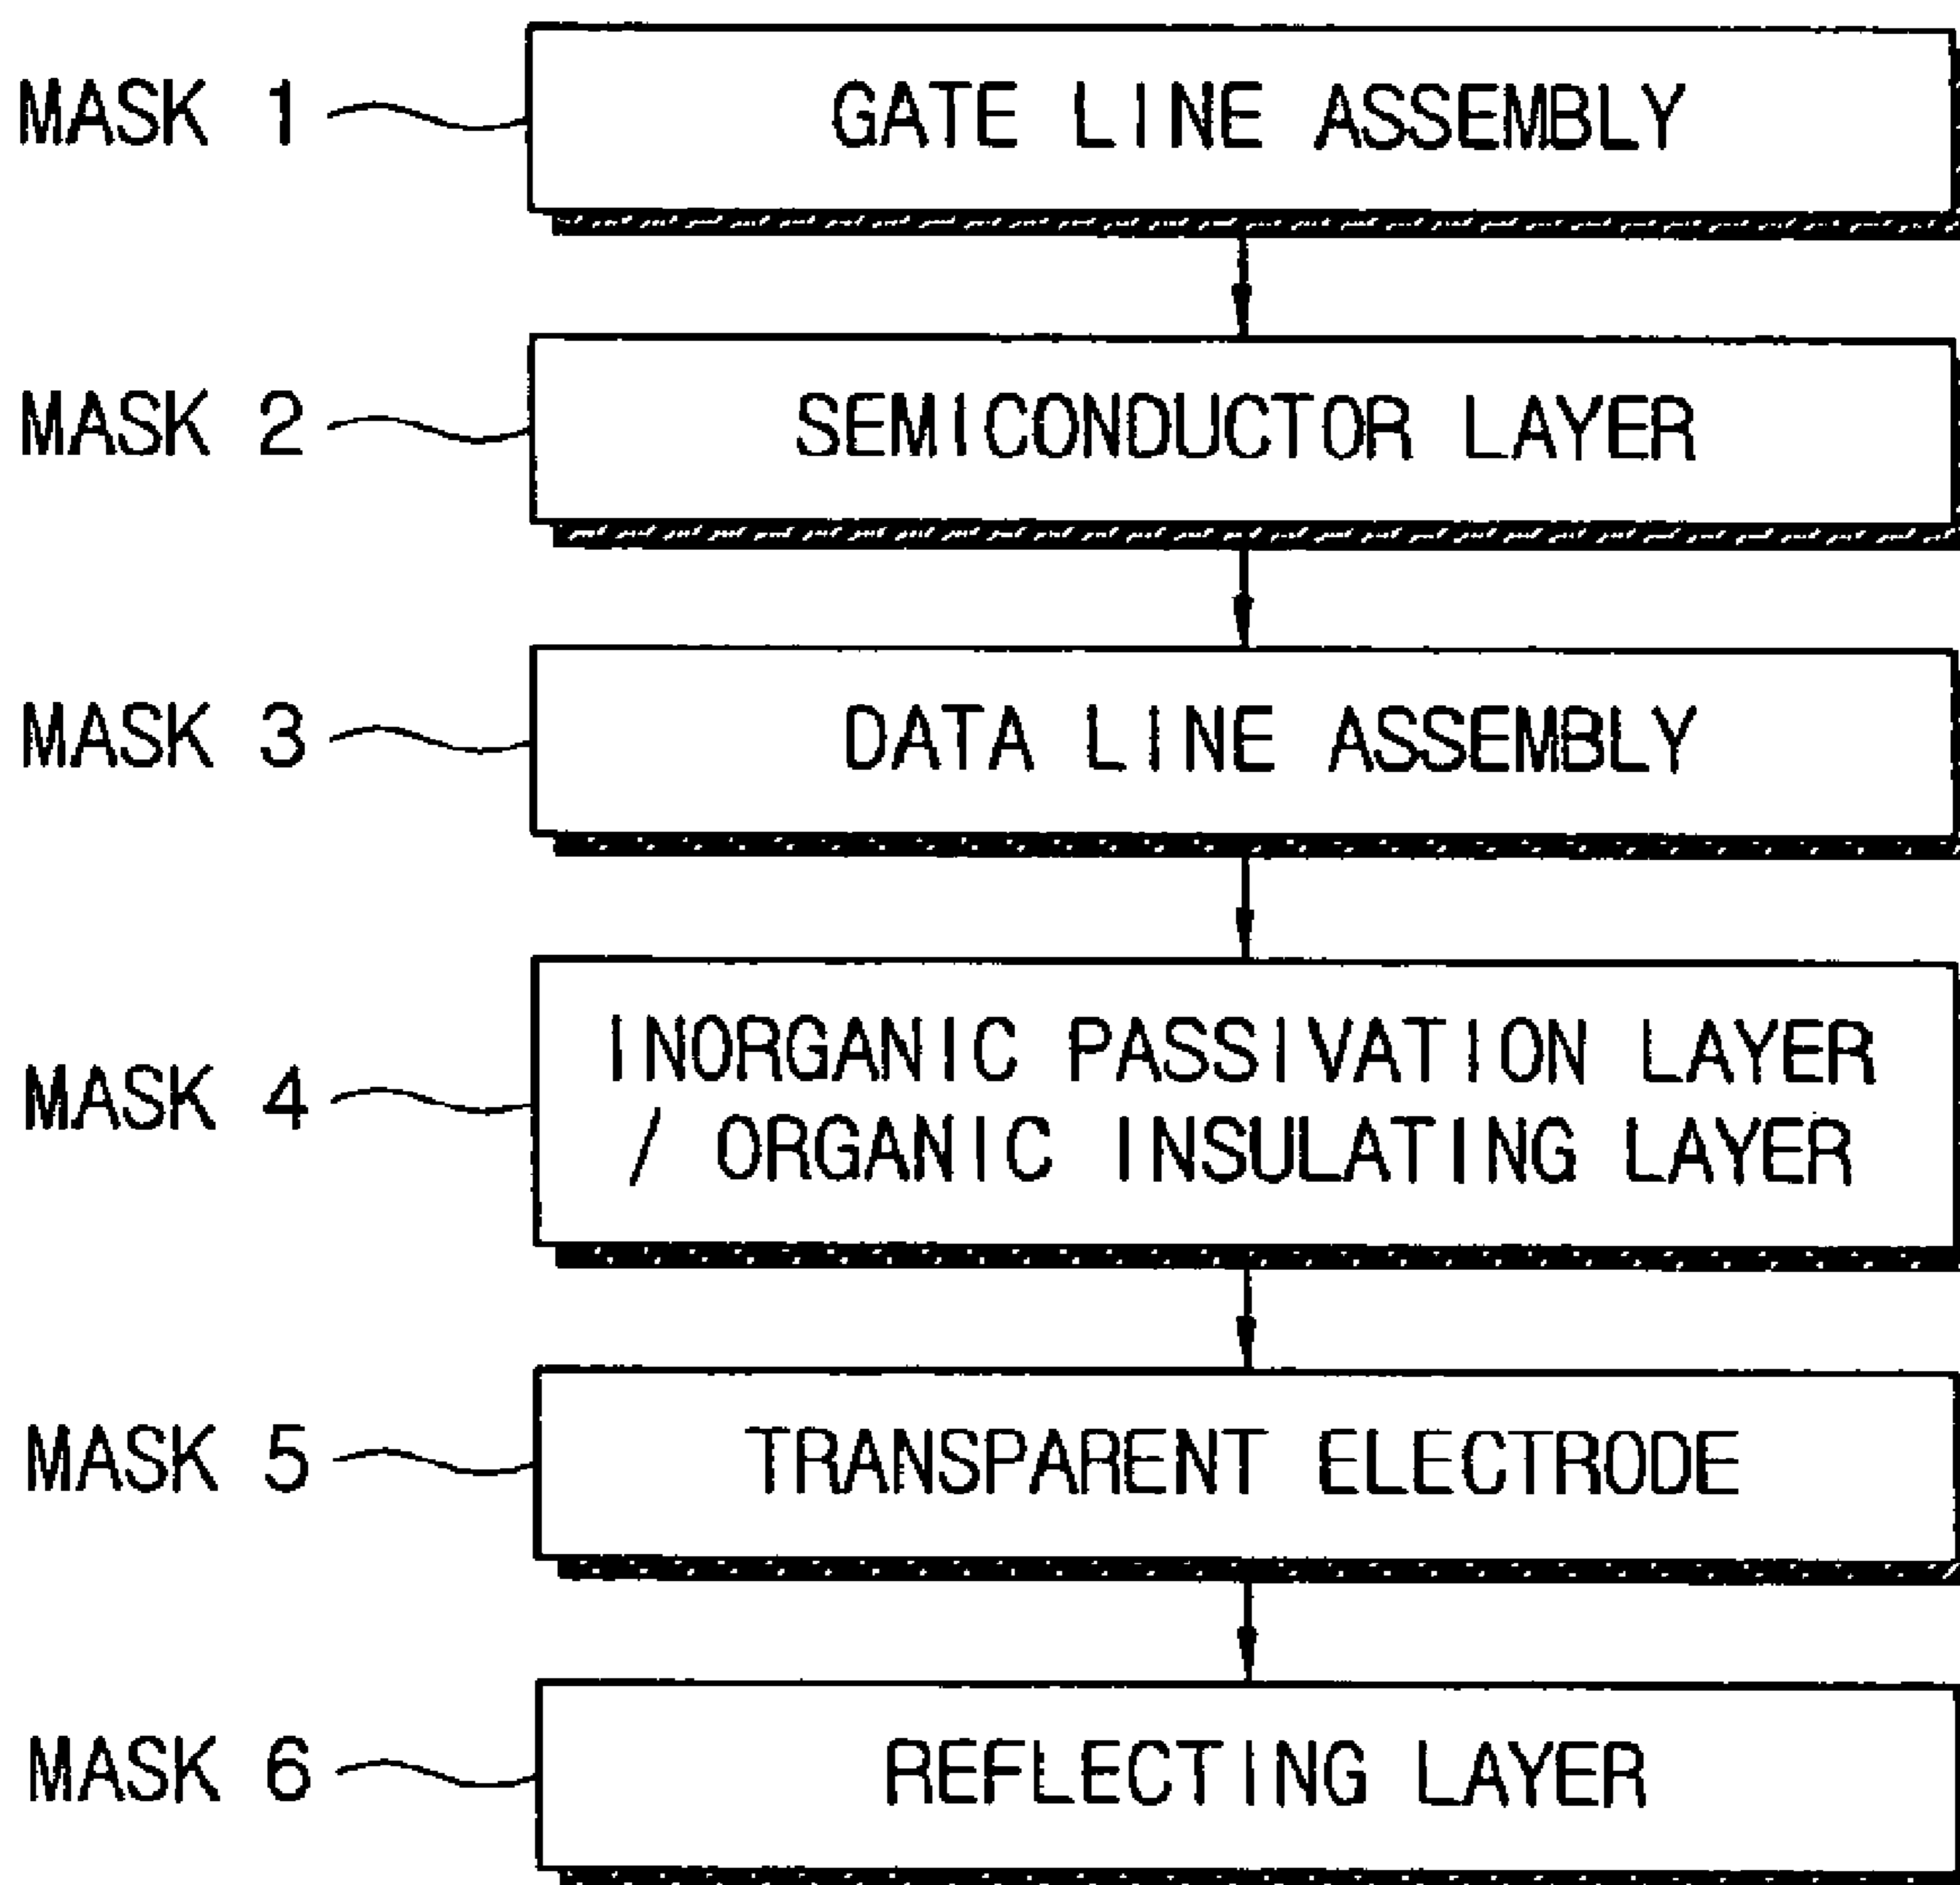 MASK 1
GATE LINE ASSEMBLY
MASK 2
SEMICONDUCTOR LAYER
MASK 3
DATA LINE ASSEMBLY
MASK 4
INORGANIC PASSIVATION LAYER
/ ORGANIC INSULATING LAYER
MASK 5
TRANSPARENT ELECTRODE
MASK 6
REFLECTING LAYER